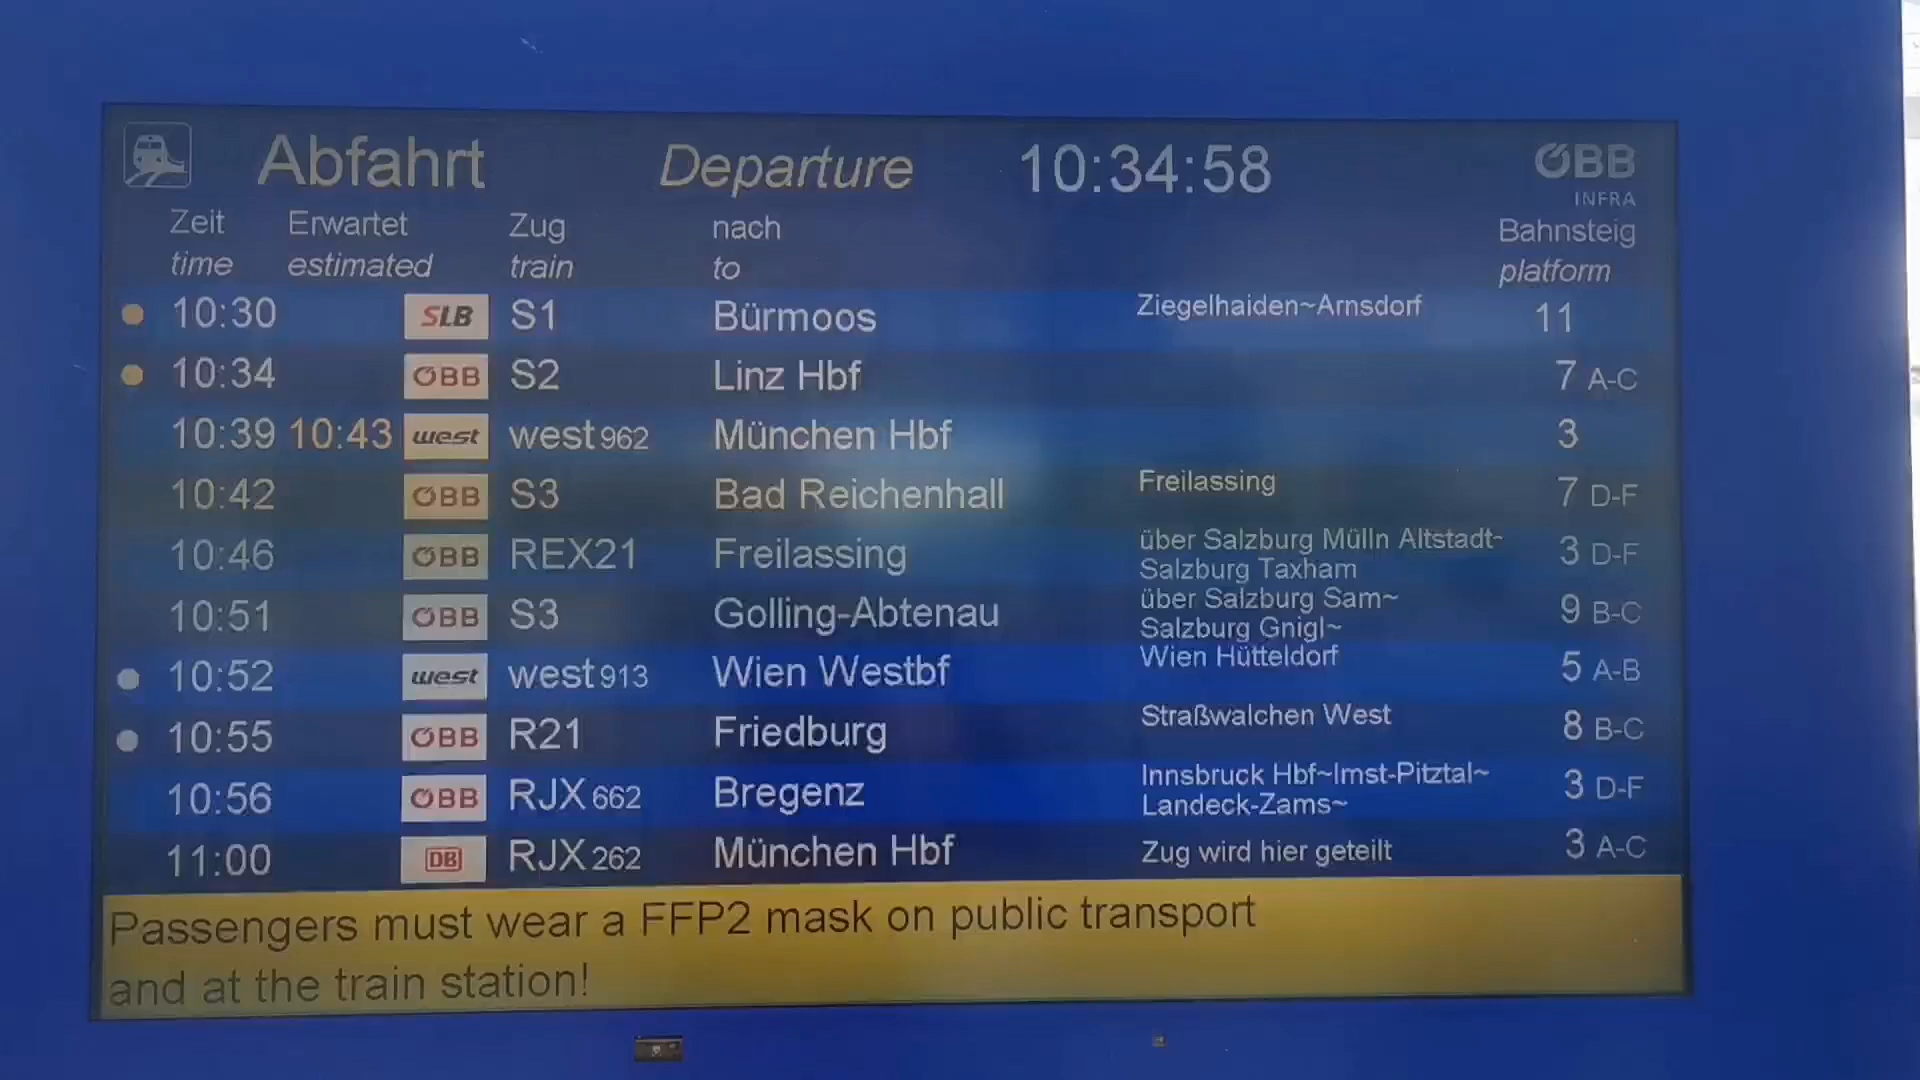 Abfahrt Departure 10:34:58 ÖBB
INFRA
Zeit Erwartet Zug nach Bahnsteig
time estimated train to platform
10:30 SLB S1 Bürmoos Ziegelhaiden~Arnsdorf 11
10:34 ÖBB S2 Linz Hbf 7 A-C
10:39 10:43 west west 962 München Hbf 3
10:42 ÖBB S3 Bad Reichenhall Freilassing 7 D-F
10:46 ÖBB REX21 Freilassing über Salzburg Mülln Altstadt~ 3 D-F
Salzburg Taxham
10:51 ÖBB S3 Golling-Abtenau über Salzburg Sam~ 9 B-C
Salzburg Gnigl~
10:52 west west 913 Wien Westbf Wien Hütteldorf 5 A-B
10:55 ÖBB R21 Friedburg Straßwalchen West 8 B-C
10:56 ÖBB RJX 662 Bregenz Innsbruck Hbf~Imst-Pitztal~ 3 D-F
Landeck-Zams~
11:00 DB RJX 262 München Hbf Zug wird hier geteilt 3 A-C
Passengers must wear a FFP2 mask on public transport
and at the train station!